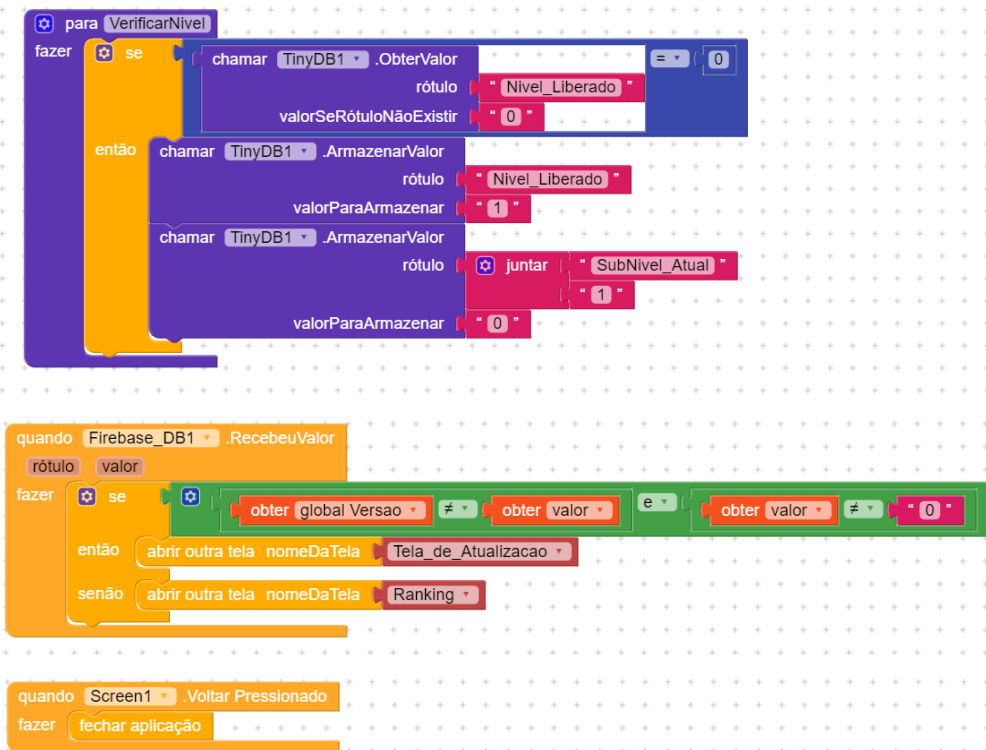 para VerificarNivel
fazer se chamar TinyDB1 .ObterValor = 0
rótulo " Nivel_Liberado "
valorSeRótuloNãoExistir " 0 "
então chamar TinyDB1 .ArmazenarValor
rótulo " Nivel_Liberado "
valorParaArmazenar " 1 "
chamar TinyDB1 .ArmazenarValor
rótulo juntar " SubNivel_Atual "
" 1 "
valorParaArmazenar " 0 "
quando Firebase_DB1 .RecebeuValor
rótulo valor
fazer se obter global Versao ≠ obter valor e obter valor ≠ " 0 "
então abrir outra tela nomeDaTela Tela_de_Atualizacao
senão abrir outra tela nomeDaTela Ranking
quando Screen1 .Voltar Pressionado
fazer fechar aplicação